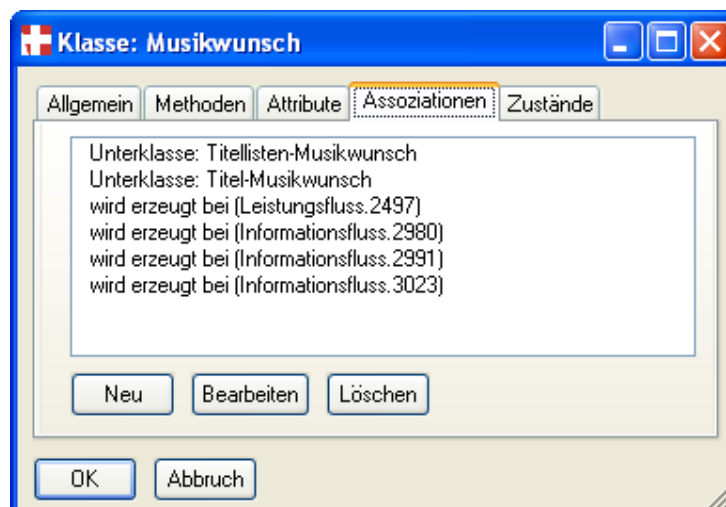 Klasse: Musikwunsch
Allgemein Methoden Attribute Assoziationen Zustände
Unterklasse: Titellisten-Musikwunsch
Unterklasse: Titel-Musikwunsch
wird erzeugt bei (Leistungsfluss.2497)
wird erzeugt bei (Informationsfluss.2980)
wird erzeugt bei (Informationsfluss.2991)
wird erzeugt bei (Informationsfluss.3023)
Neu Bearbeiten Löschen
OK Abbruch